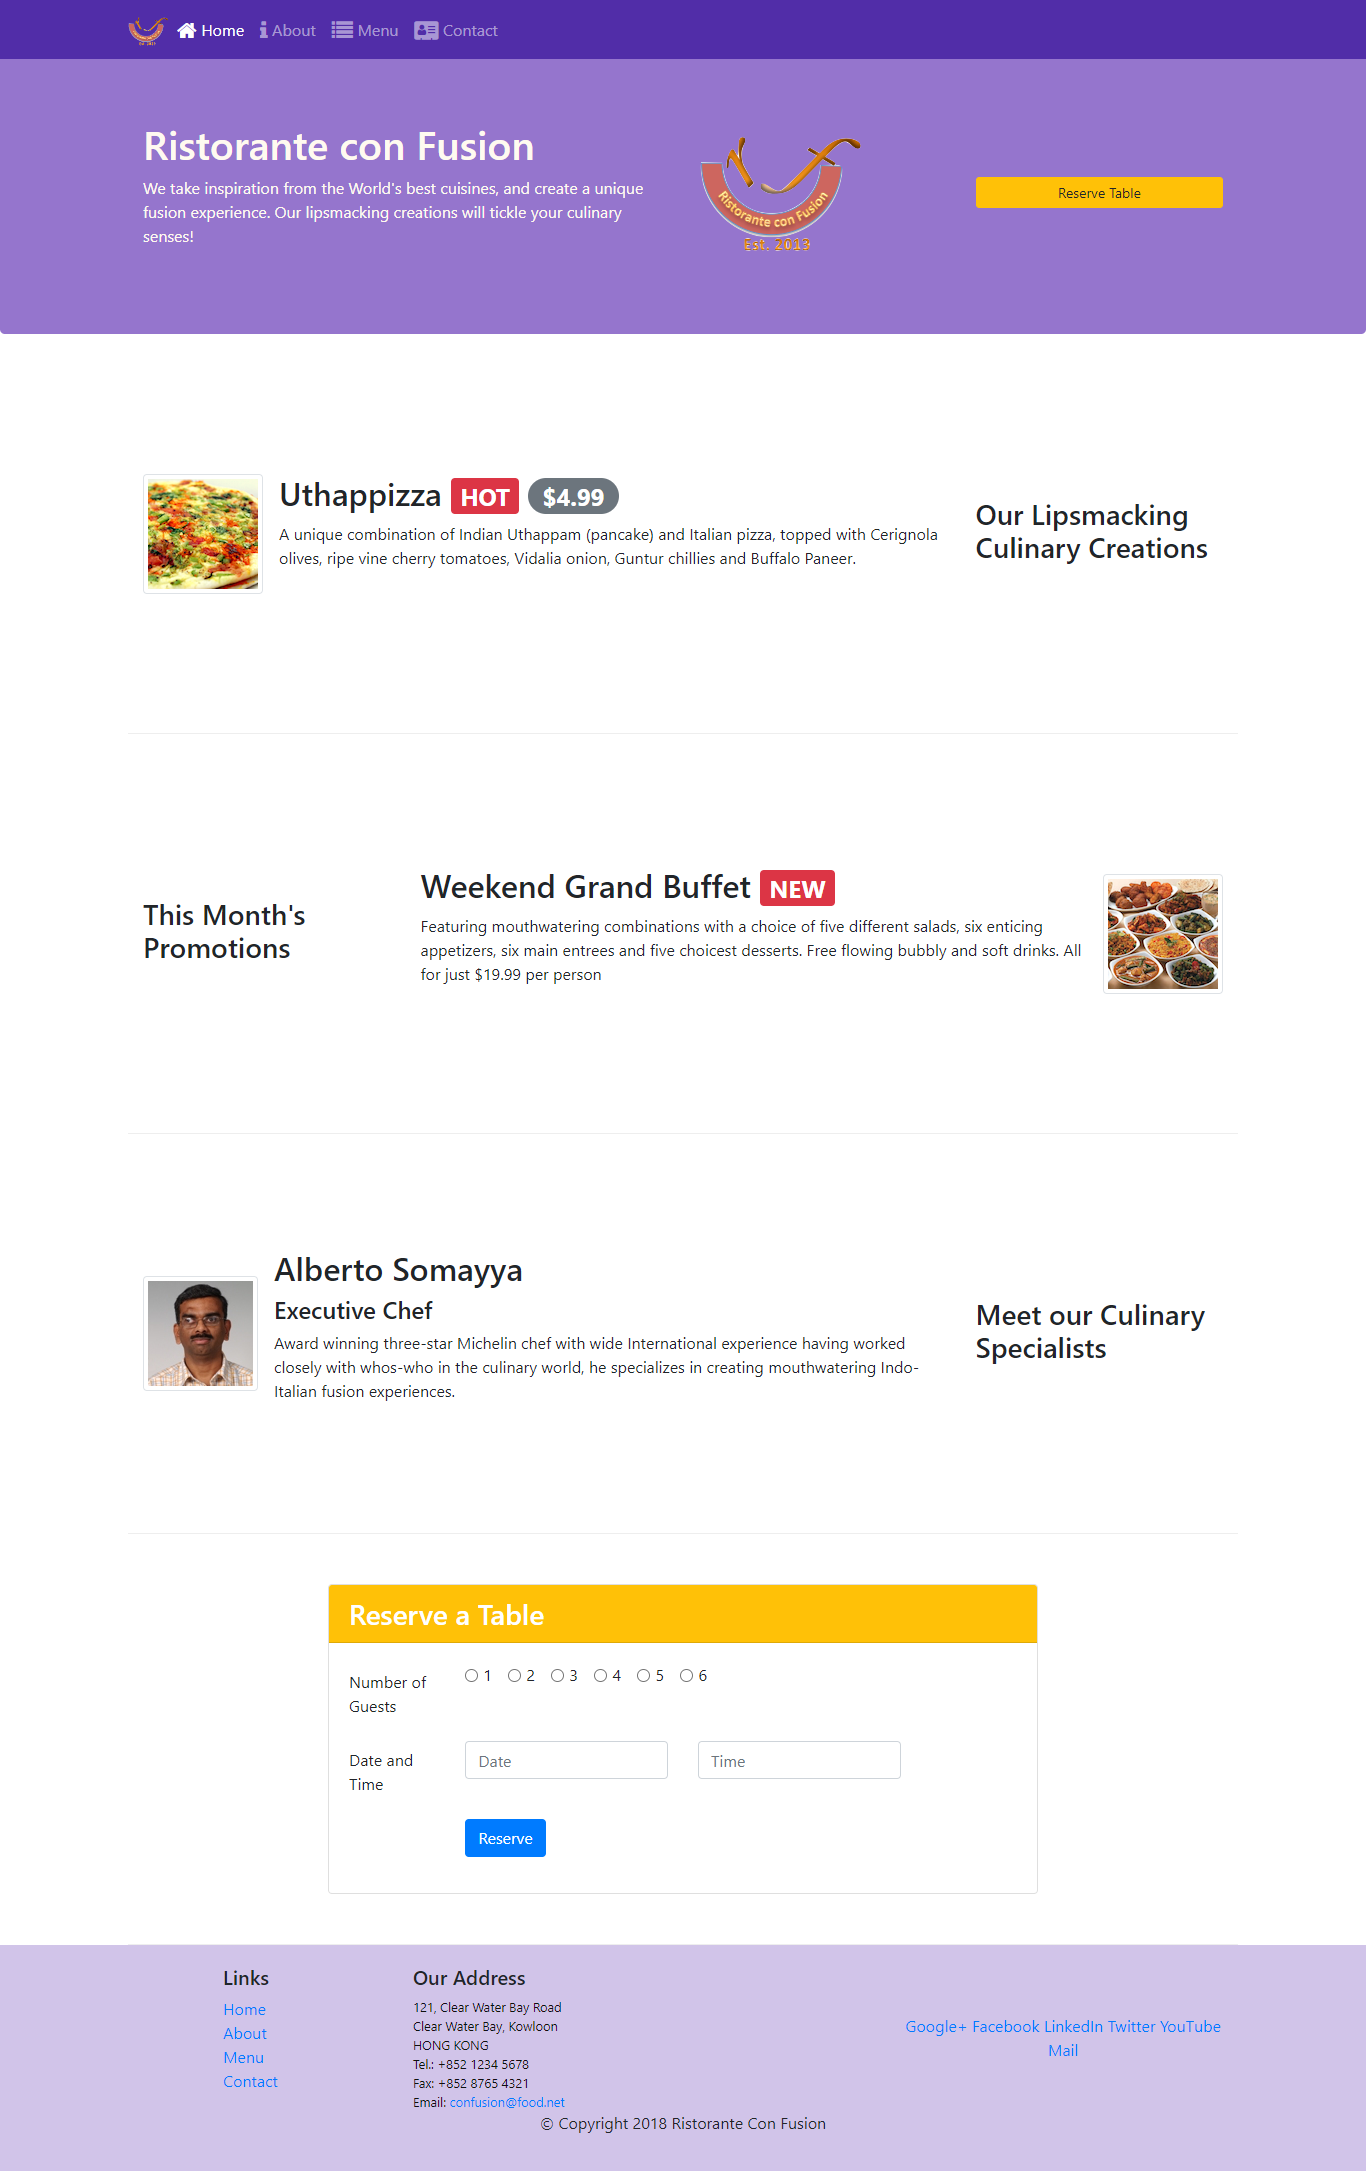 Home About Menu Contact
Ristorante con Fusion
We take inspiration from the World's best cuisines, and create a unique
fusion experience. Our lipsmacking creations will tickle your culinary
senses!
Ristorante con Fusion
Est. 2013
Reserve Table
Uthappizza HOT $4.99
A unique combination of Indian Uthappam (pancake) and Italian pizza, topped with Cerignola
olives, ripe vine cherry tomatoes, Vidalia onion, Guntur chillies and Buffalo Paneer.
Our Lipsmacking
Culinary Creations
This Month's
Promotions
Weekend Grand Buffet NEW
Featuring mouthwatering combinations with a choice of five different salads, six enticing
appetizers, six main entrees and five choicest desserts. Free flowing bubbly and soft drinks. All
for just $19.99 per person
Alberto Somayya
Executive Chef
Award winning three-star Michelin chef with wide International experience having worked
closely with whos-who in the culinary world, he specializes in creating mouthwatering Indo-
Italian fusion experiences.
Meet our Culinary
Specialists
Reserve a Table
Number of
Guests
1 2 3 4 5 6
Date and
Time
Date
Time
Reserve
Links
Home
About
Menu
Contact
Our Address
121, Clear Water Bay Road
Clear Water Bay, Kowloon
HONG KONG
Tel.: +852 1234 5678
Fax: +852 8765 4321
Email: confusion@food.net
Google+ Facebook LinkedIn Twitter YouTube
Mail
© Copyright 2018 Ristorante Con Fusion